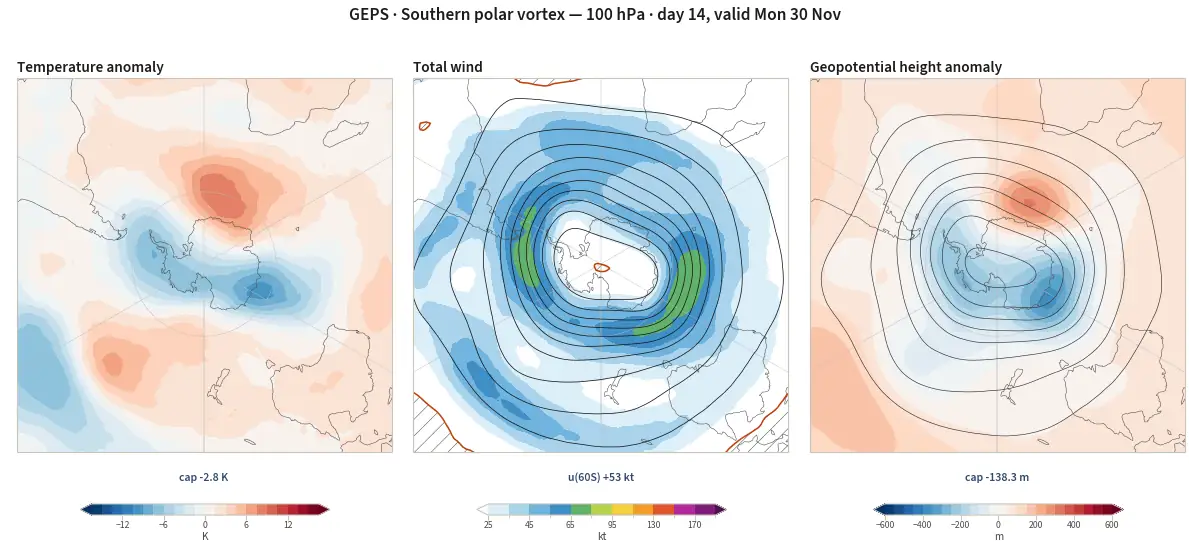 GEPS · Southern polar vortex — 100 hPa · day 14, valid Mon 30 Nov
Temperature anomaly
Total wind
Geopotential height anomaly
cap -2.8 K
u(60S) +53 kt
cap -138.3 m
−12 −6 0 6 12
K
25 45 65 95 130 170
kt
−600 −400 −200 0 200 400 600
m